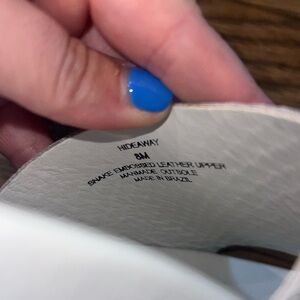 HIDEAWAY
8M
SNAKE EMBOSSED LEATHER UPPER
MANMADE OUTSOLE
MADE IN BRAZIL